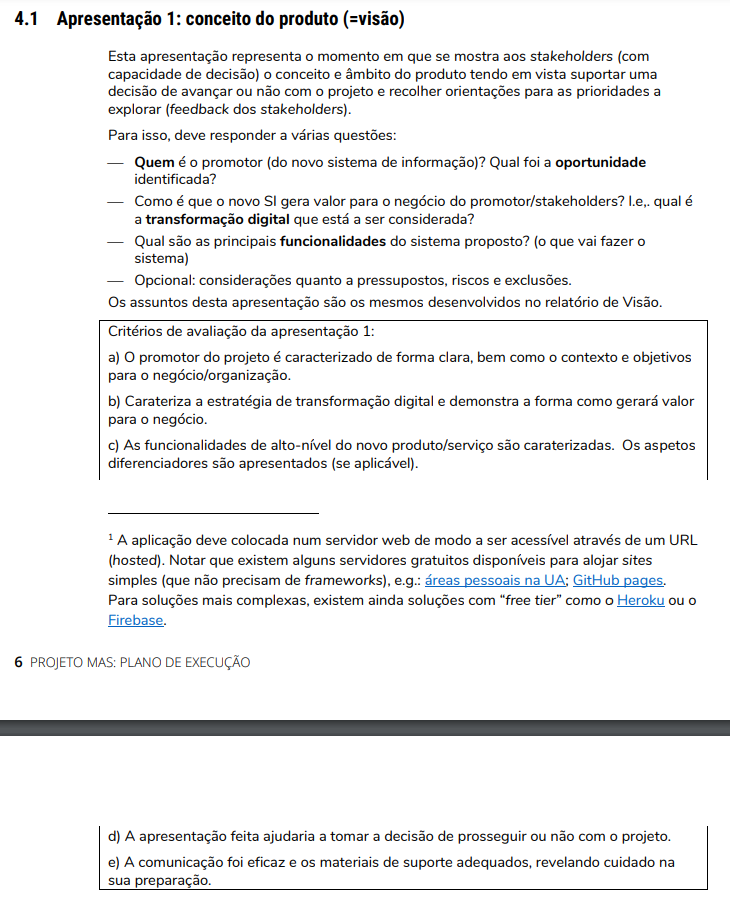 4.1 Apresentação 1: conceito do produto (=visão)
Esta apresentação representa o momento em que se mostra aos stakeholders (com
capacidade de decisão) o conceito e âmbito do produto tendo em vista suportar uma
decisão de avançar ou não com o projeto e recolher orientações para as prioridades a
explorar (feedback dos stakeholders).
Para isso, deve responder a várias questões:
— Quem é o promotor (do novo sistema de informação)? Qual foi a oportunidade
identificada?
— Como é que o novo SI gera valor para o negócio do promotor/stakeholders? I.e,. qual é
a transformação digital que está a ser considerada?
— Qual são as principais funcionalidades do sistema proposto? (o que vai fazer o
sistema)
— Opcional: considerações quanto a pressupostos, riscos e exclusões.
Os assuntos desta apresentação são os mesmos desenvolvidos no relatório de Visão.
Critérios de avaliação da apresentação 1:
a) O promotor do projeto é caracterizado de forma clara, bem como o contexto e objetivos
para o negócio/organização.
b) Carateriza a estratégia de transformação digital e demonstra a forma como gerará valor
para o negócio.
c) As funcionalidades de alto-nível do novo produto/serviço são caraterizadas. Os aspetos
diferenciadores são apresentados (se aplicável).
1 A aplicação deve colocada num servidor web de modo a ser acessível através de um URL
(hosted). Notar que existem alguns servidores gratuitos disponíveis para alojar sites
simples (que não precisam de frameworks), e.g.: áreas pessoais na UA; GitHub pages.
Para soluções mais complexas, existem ainda soluções com “free tier” como o Heroku ou o
Firebase.
6 PROJETO MAS: PLANO DE EXECUÇÃO
d) A apresentação feita ajudaria a tomar a decisão de prosseguir ou não com o projeto.
e) A comunicação foi eficaz e os materiais de suporte adequados, revelando cuidado na
sua preparação.